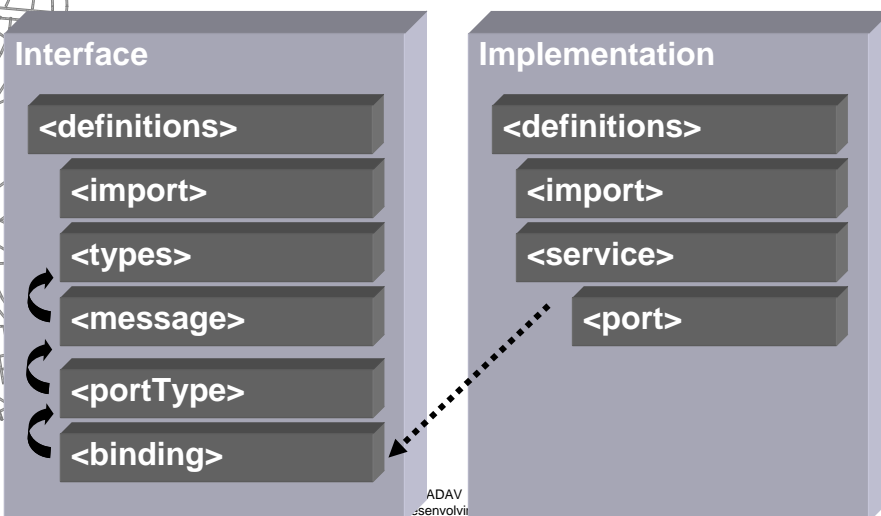 Interface
<definitions>
<import>
<types>
<message>
<portType>
<binding>
Implementation
<definitions>
<import>
<service>
<port>
ADAV